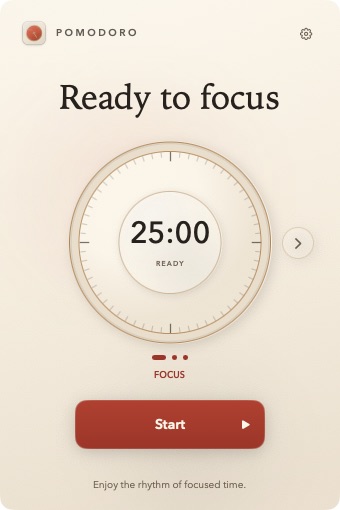 POMODORO
Ready to focus
25:00
READY
FOCUS
Start
Enjoy the rhythm of focused time.